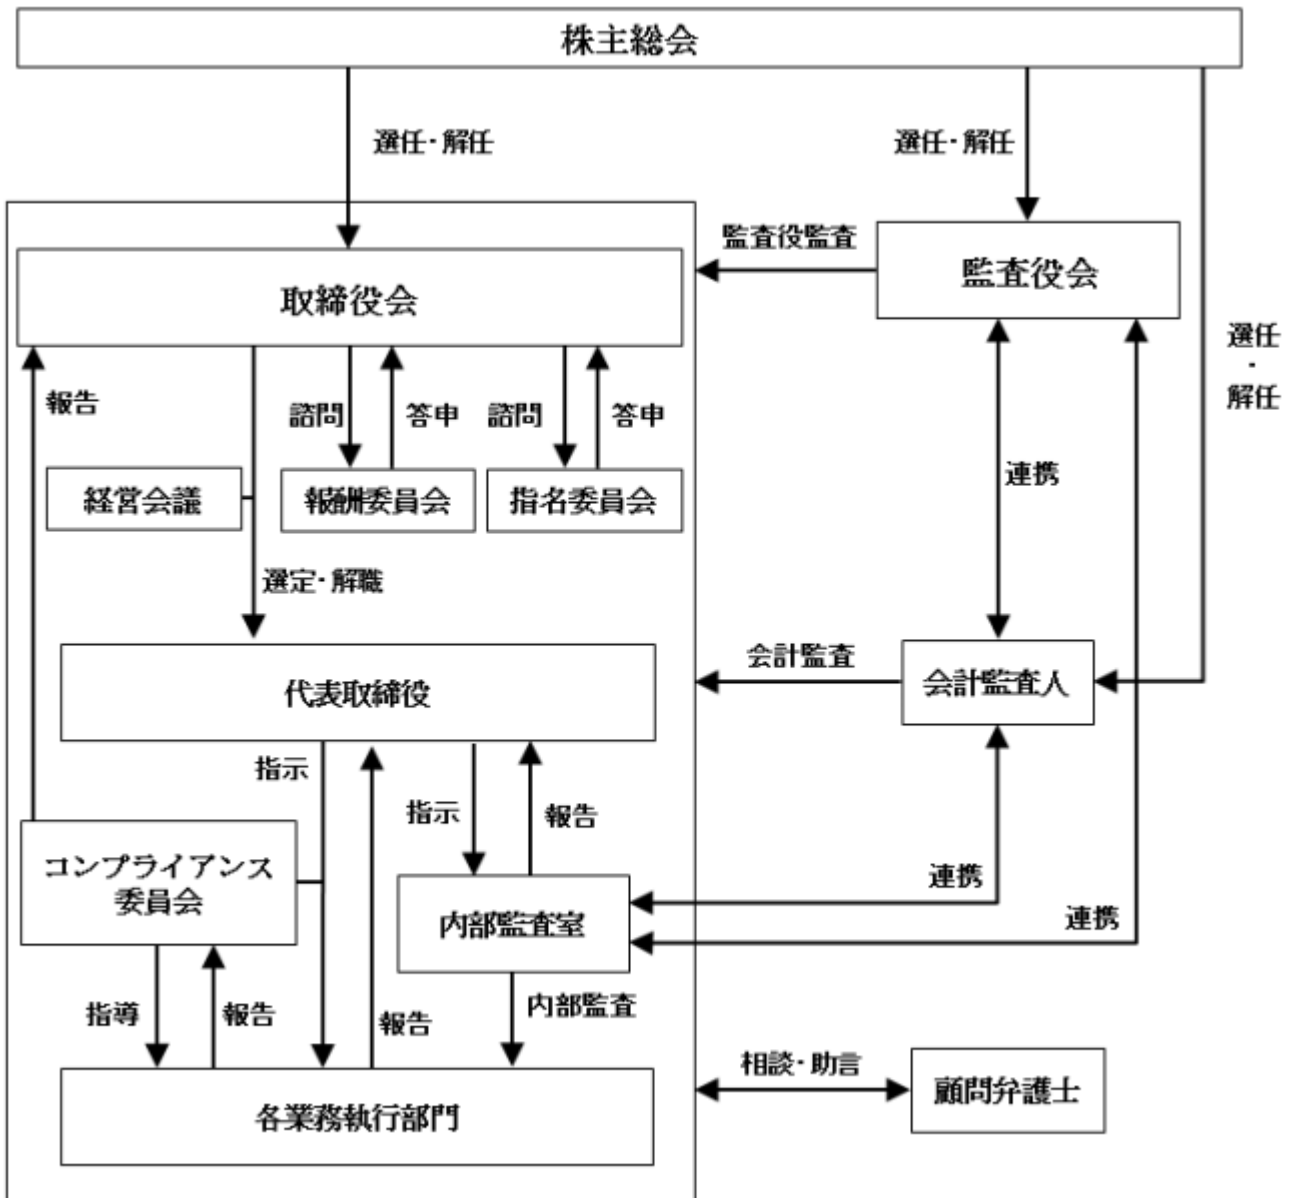 株主総会
選任・解任
選任・解任
監査役監査
監査役会
取締役会
選任
・
解任
報告
諮問
答申
諮問
答申
連携
経営会議
報酬委員会
指名委員会
選定・解職
会計監査
会計監査人
代表取締役
指示
指示
報告
コンプライアンス
委員会
内部監査室
連携
連携
指導
報告
報告
内部監査
相談・助言
顧問弁護士
各業務執行部門